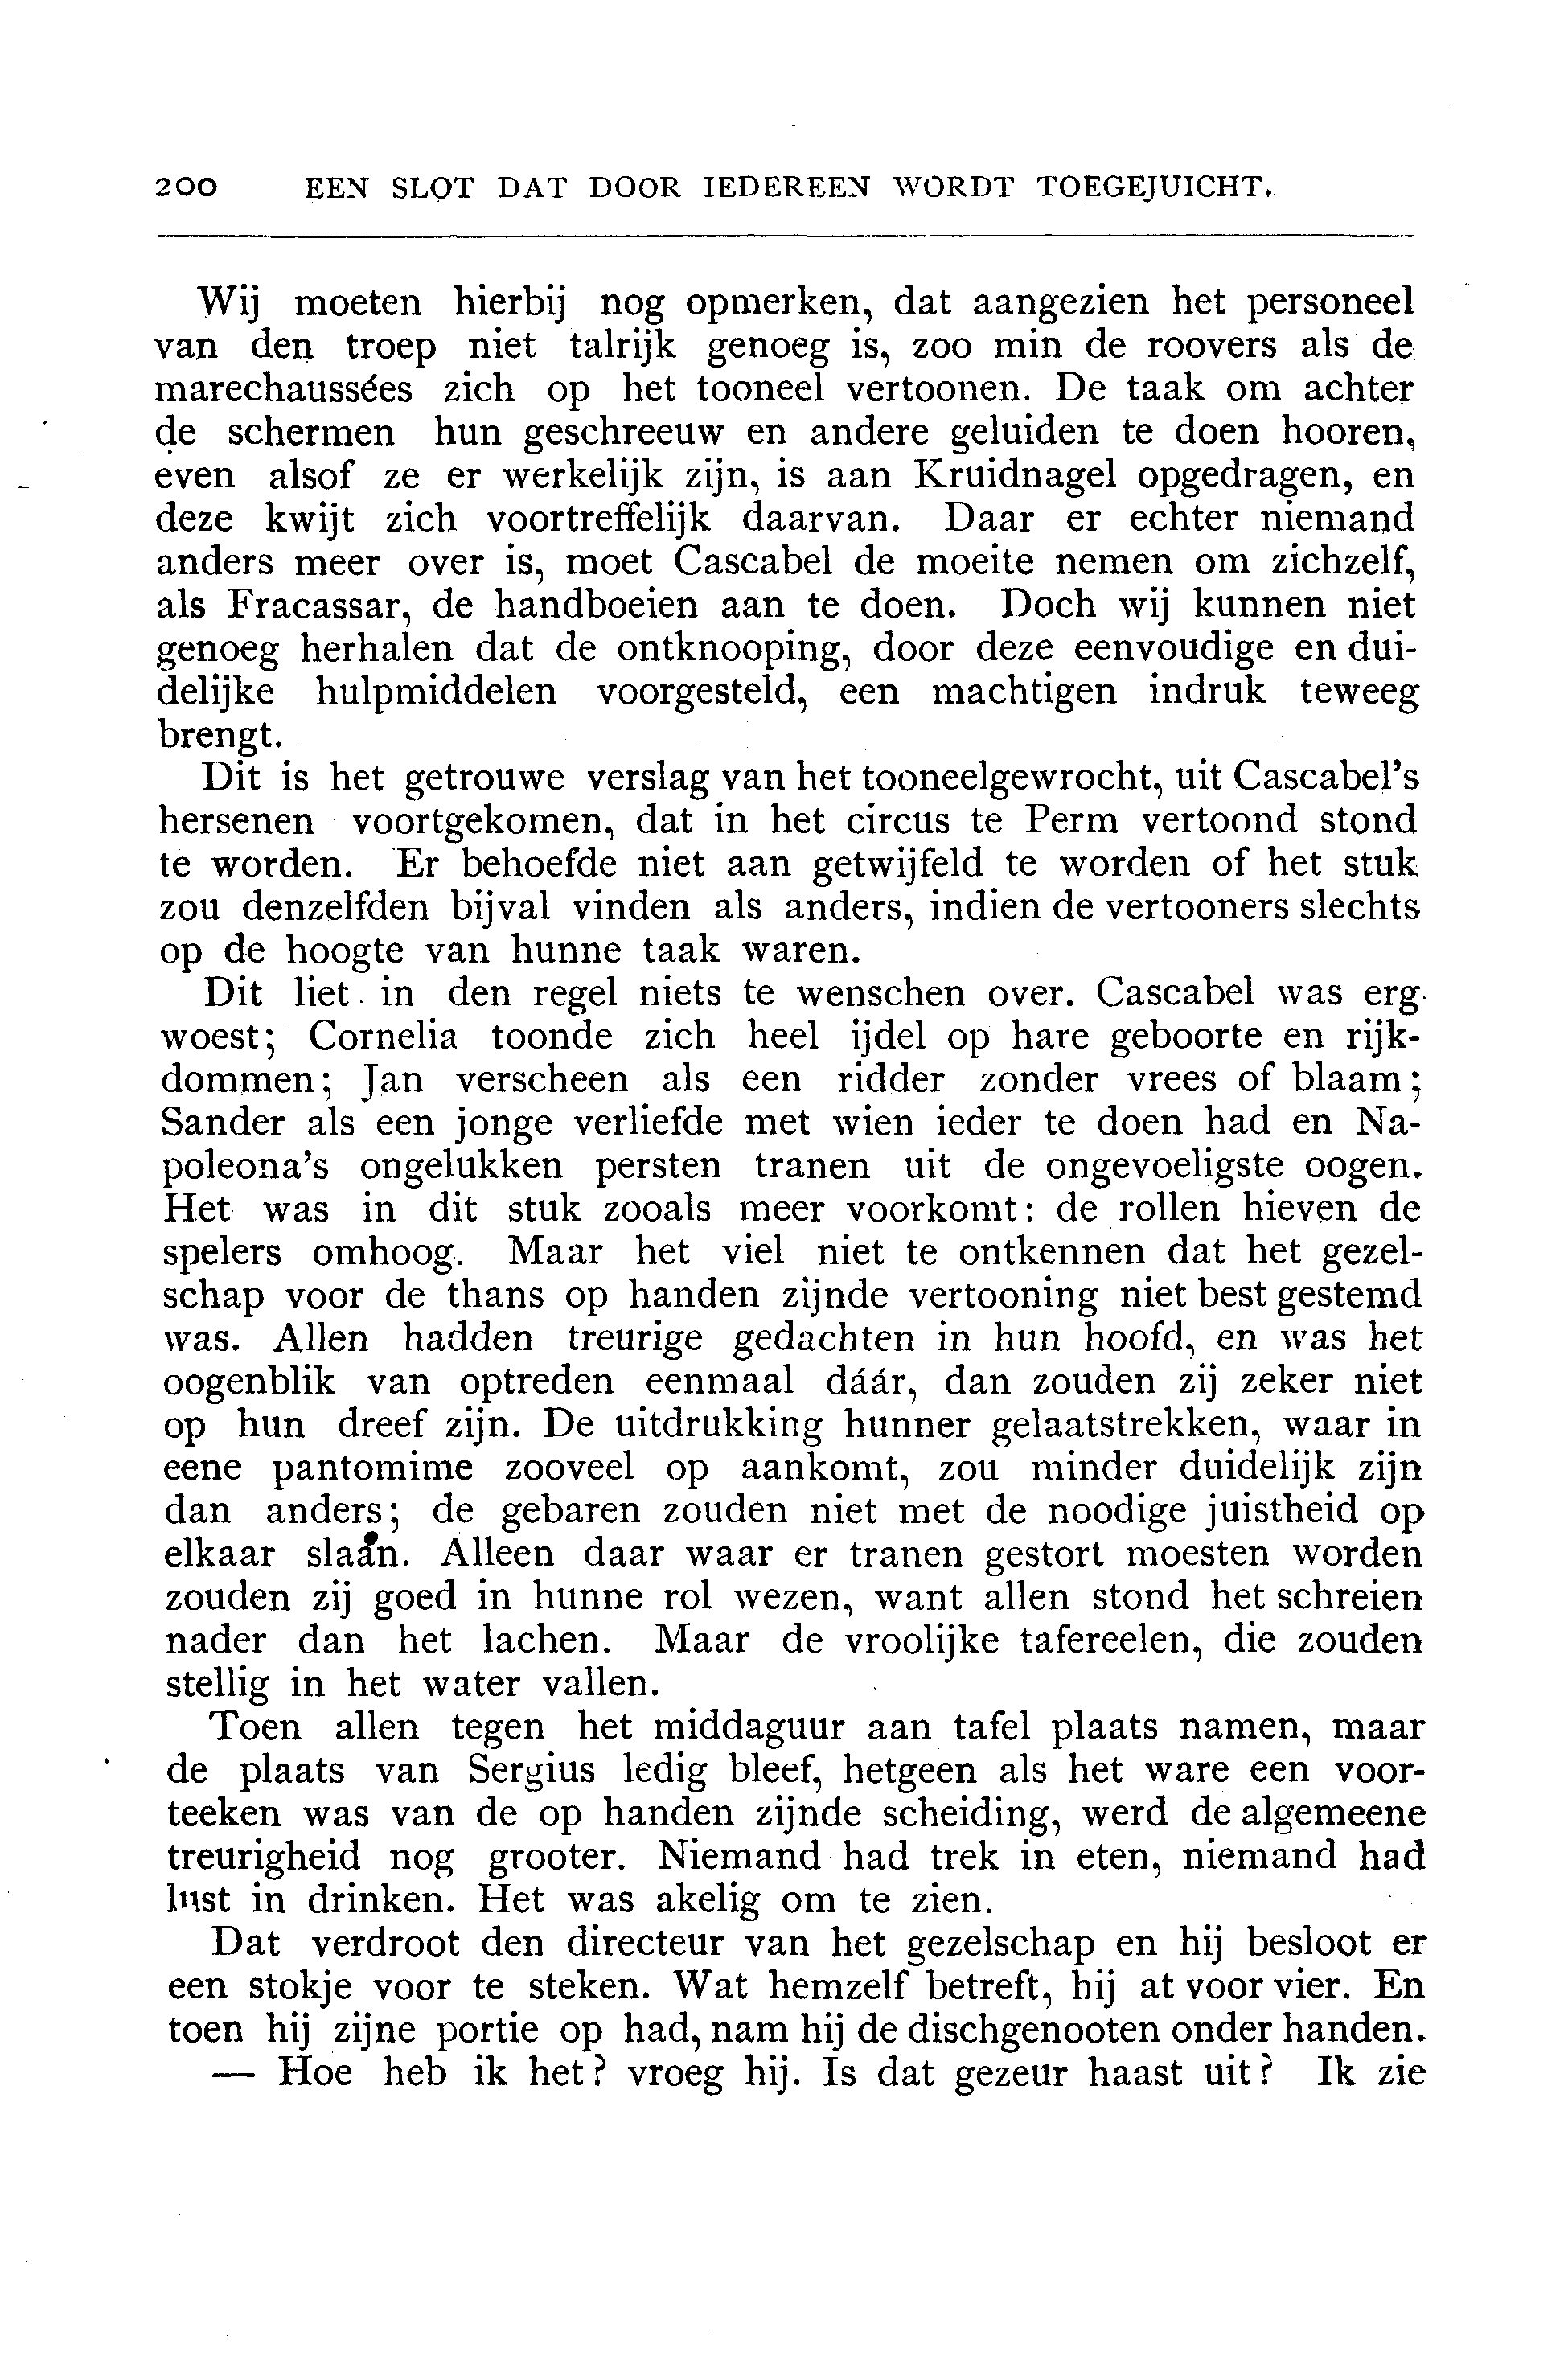 200 EEN SLOT DAT DOOR IEDEREEN WORDT TOEGEJUICHT.
Wij moeten hierbij nog opmerken, dat aangezien het personeel
van den troep niet talrijk genoeg is, zoo min de roovers als de
marechaussées zich op het tooneel vertoonen. De taak om achter
de schermen hun geschreeuw en andere geluiden te doen hooren,
even alsof ze er werkelijk zijn, is aan Kruidnagel opgedragen, en
deze kwijt zich voortreffelijk daarvan. Daar er echter niemand
anders meer over is, moet Cascabel de moeite nemen om zichzelf,
als Fracassar, de handboeien aan te doen. Doch wij kunnen niet
genoeg herhalen dat de ontknooping, door deze eenvoudige en dui-
delijke hulpmiddelen voorgesteld, een machtigen indruk teweeg
brengt.
Dit is het getrouwe verslag van het tooneelgewrocht, uit Cascabel's
hersenen voortgekomen, dat in het circus te Perm vertoond stond
te worden. Er behoefde niet aan getwijfeld te worden of het stuk
zou denzelfden bijval vinden als anders, indien de vertooners slechts
op de hoogte van hunne taak waren.
Dit liet in den regel niets te wenschen over. Cascabel was erg
woest; Cornelia toonde zich heel ijdel op hare geboorte en rijk-
dommen; Jan verscheen als een ridder zonder vrees of blaam;
Sander als een jonge verliefde met wien ieder te doen had en Na-
poleona's ongelukken persten tranen uit de ongevoeligste oogen.
Het was in dit stuk zooals meer voorkomt: de rollen hieven de
spelers omhoog. Maar het viel niet te ontkennen dat het gezel-
schap voor de thans op handen zijnde vertooning niet best gestemd
was. Allen hadden treurige gedachten in hun hoofd, en was het
oogenblik van optreden eenmaal dáár, dan zouden zij zeker niet
op hun dreef zijn. De uitdrukking hunner gelaatstrekken, waar in
eene pantomime zooveel op aankomt, zou minder duidelijk zijn
dan anders; de gebaren zouden niet met de noodige juistheid op
elkaar slaan. Alleen daar waar er tranen gestort moesten worden
zouden zij goed in hunne rol wezen, want allen stond het schreien
nader dan het lachen. Maar de vroolijke tafereelen, die zouden
stellig in het water vallen.
Toen allen tegen het middaguur aan tafel plaats namen, maar
de plaats van Sergius ledig bleef, hetgeen als het ware een voor-
teeken was van de op handen zijnde scheiding, werd de algemeene
treurigheid nog grooter. Niemand had trek in eten, niemand had
lust in drinken. Het was akelig om te zien.
Dat verdroot den directeur van het gezelschap en hij besloot er
een stokje voor te steken. Wat hemzelf betreft, hij at voor vier. En
toen hij zijne portie op had, nam hij de dischgenooten onder handen.
— Hoe heb ik het? vroeg hij. Is dat gezeur haast uit? Ik zie